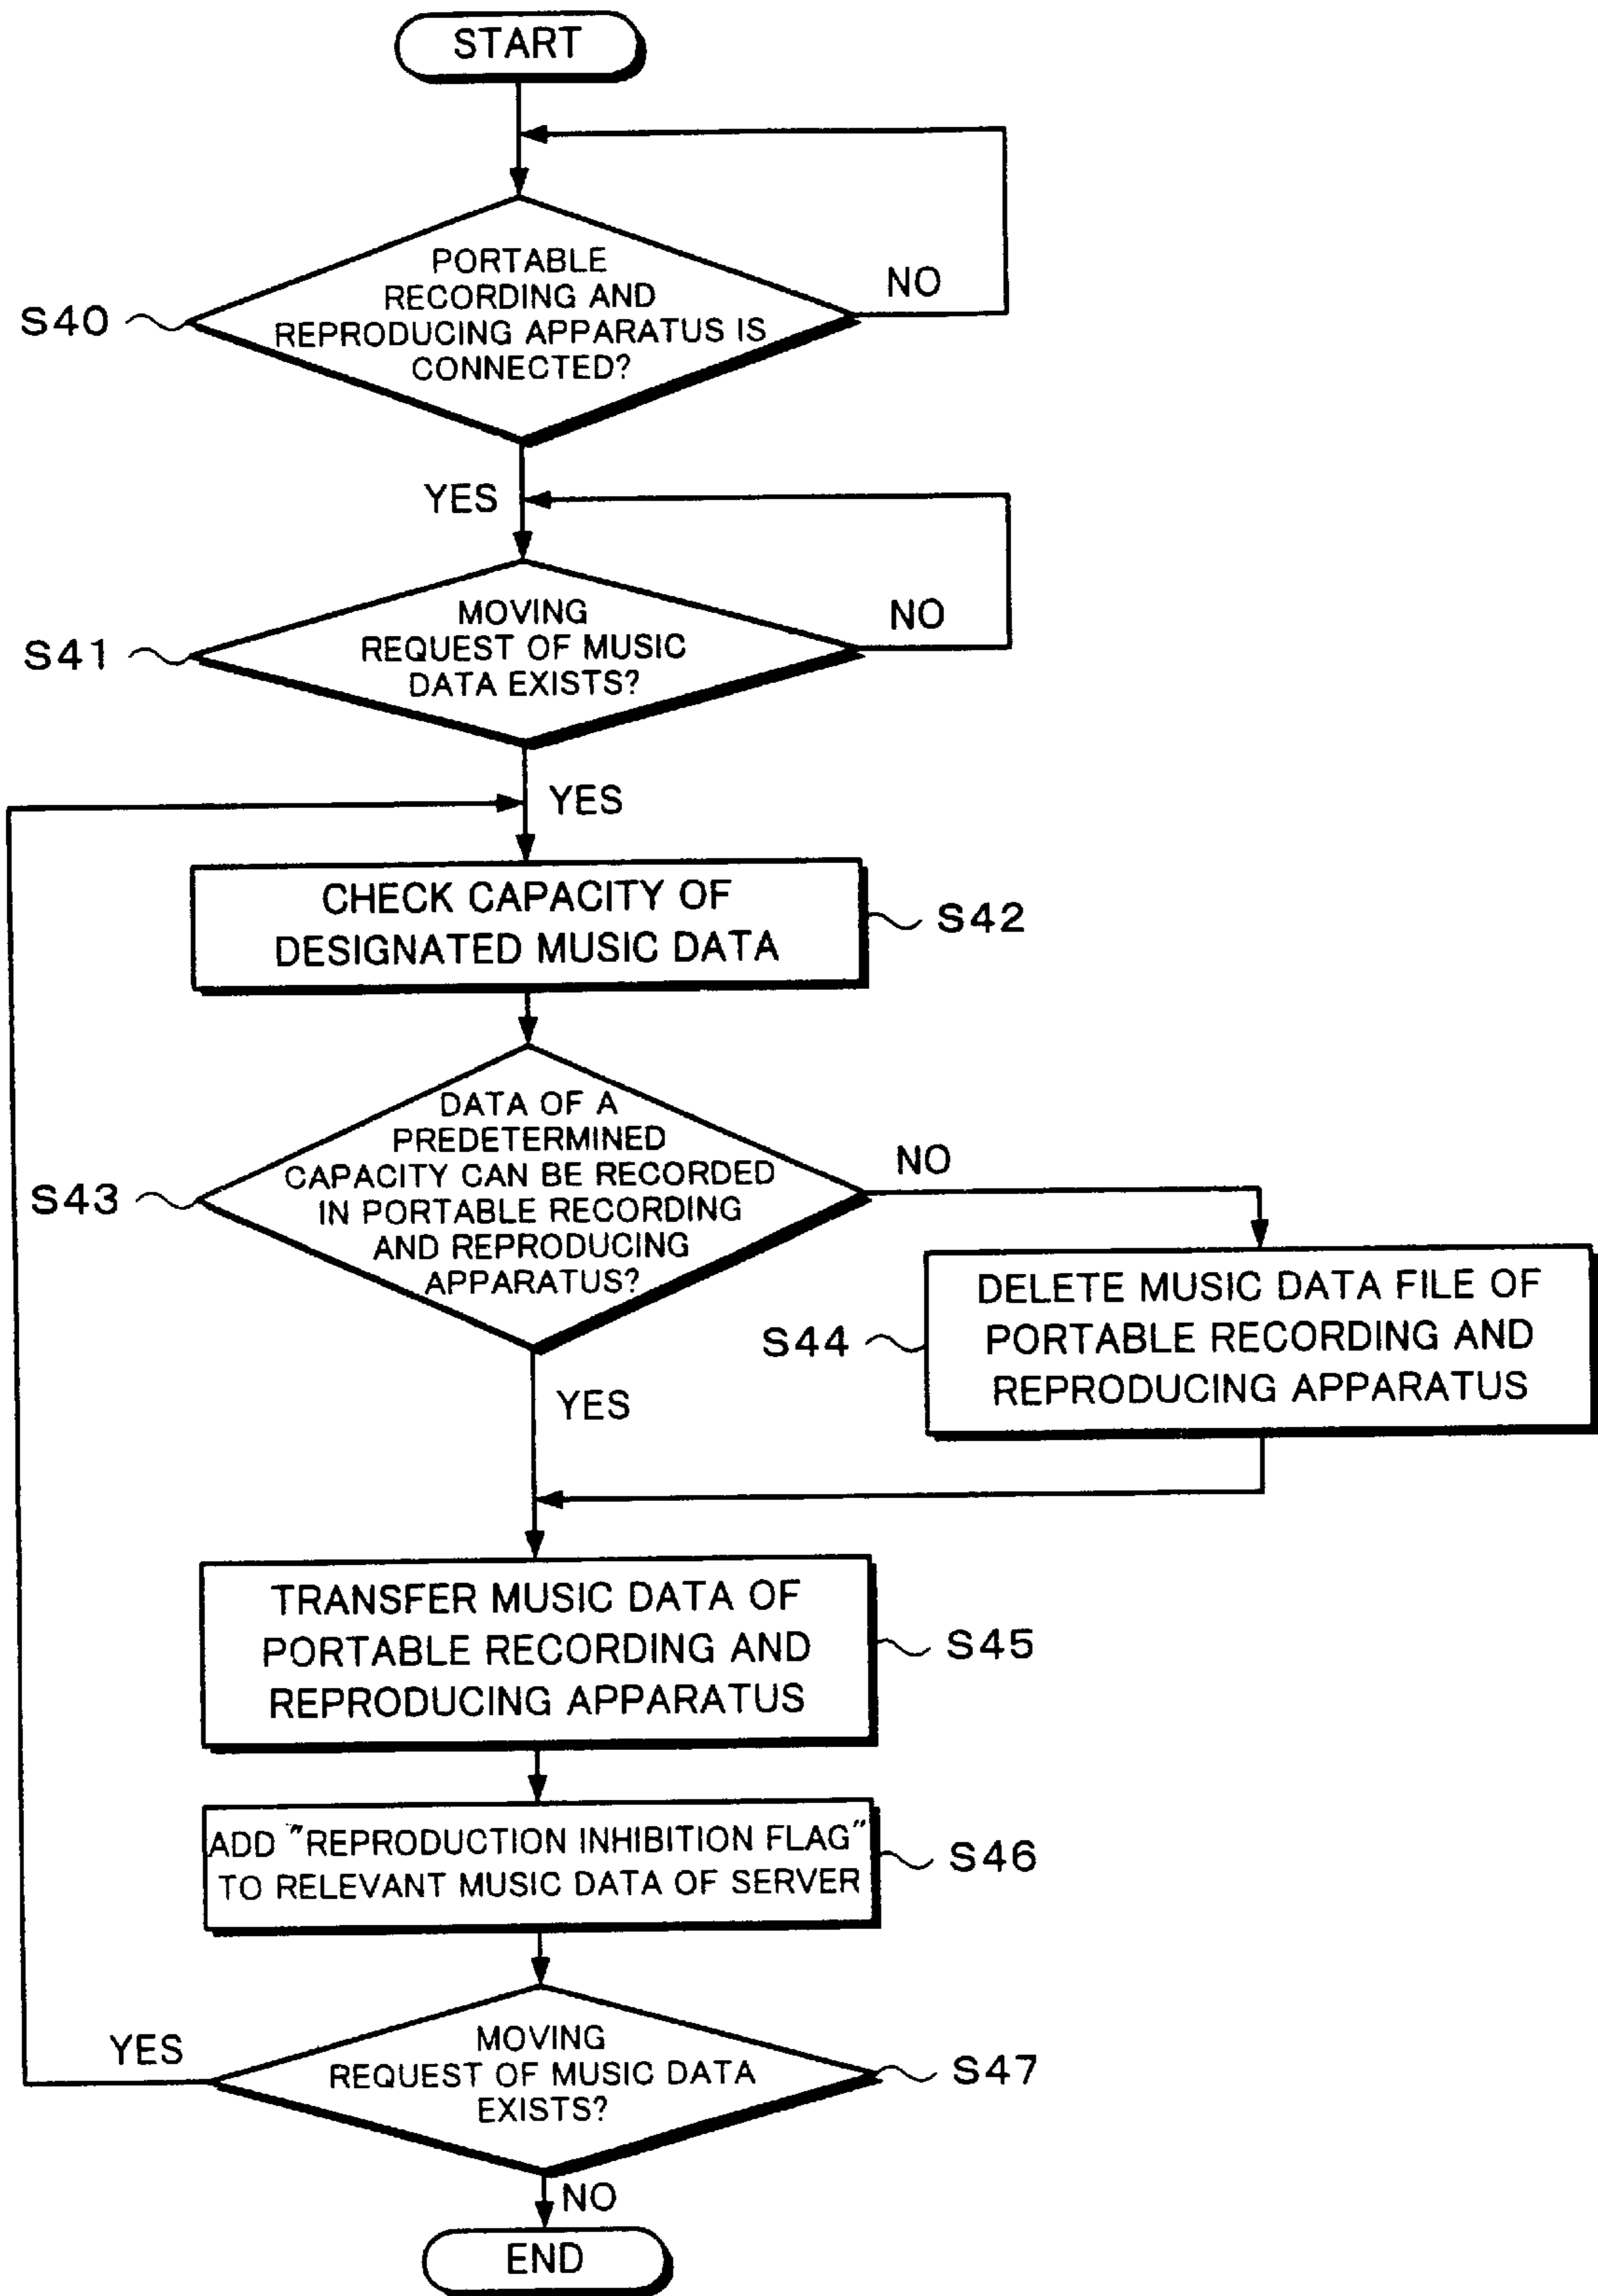 START
PORTABLE
RECORDING AND
REPRODUCING APPARATUS IS
CONNECTED?
NO
S40
YES
MOVING
REQUEST OF MUSIC
DATA EXISTS?
NO
S41
YES
CHECK CAPACITY OF
DESIGNATED MUSIC DATA
S42
DATA OF A
PREDETERMINED
CAPACITY CAN BE RECORDED
IN PORTABLE RECORDING
AND REPRODUCING
APPARATUS?
NO
S43
DELETE MUSIC DATA FILE OF
PORTABLE RECORDING AND
REPRODUCING APPARATUS
S44
YES
TRANSFER MUSIC DATA OF
PORTABLE RECORDING AND
REPRODUCING APPARATUS
S45
ADD "REPRODUCTION INHIBITION FLAG"
TO RELEVANT MUSIC DATA OF SERVER
S46
YES
MOVING
REQUEST OF MUSIC DATA
EXISTS?
S47
NO
END